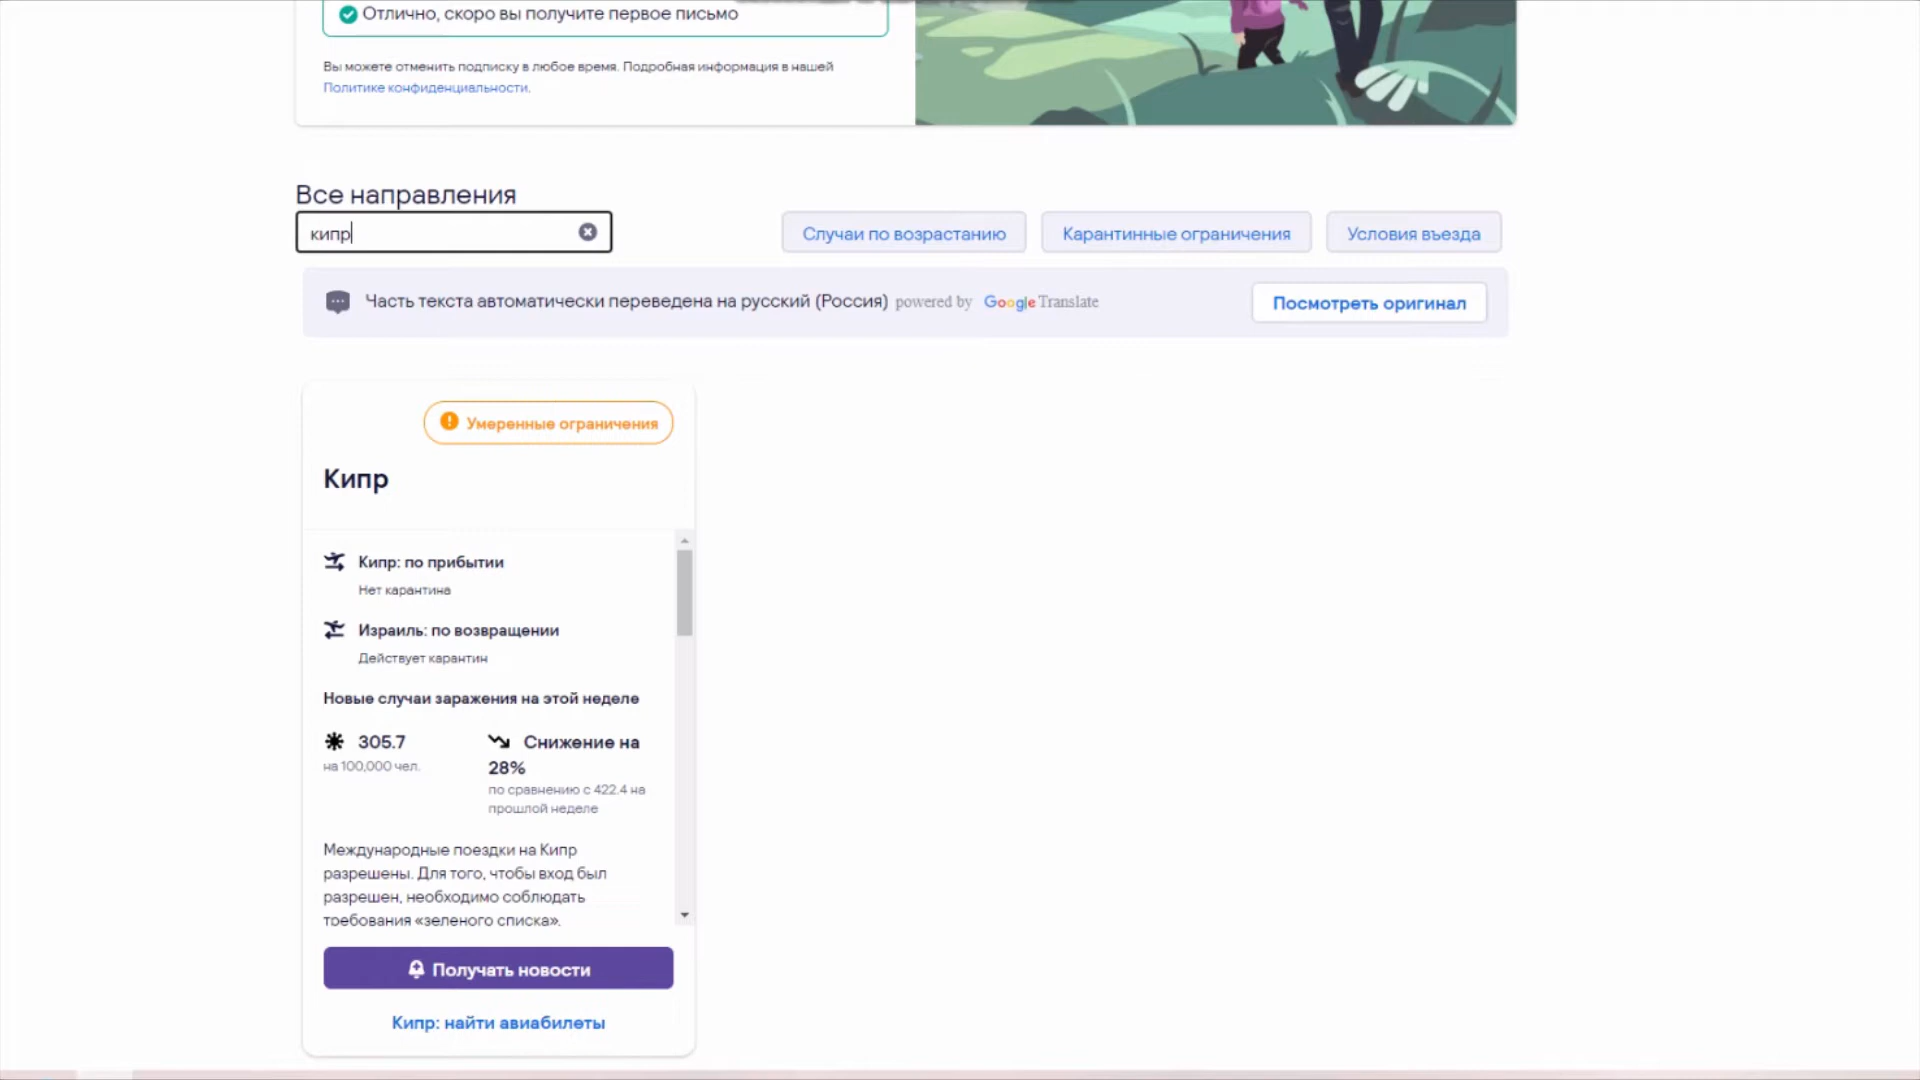 Отлично, скоро вы получите первое письмо
Вы можете отменить подписку в любое время. Подробная информация в нашей
Политике конфиденциальности.
Все направления
кипр
Случаи по возрастанию
Карантинные ограничения
Условия въезда
Часть текста автоматически переведена на русский (Россия) powered by Google Translate
Посмотреть оригинал
Умеренные ограничения
Кипр
Кипр: по прибытии
Нет карантина
Израиль: по возвращении
Действует карантин
Новые случаи заражения на этой неделе
305.7
на 100,000 чел.
Снижение на
28%
по сравнению с 422.4 на
прошлой неделе
Международные поездки на Кипр
разрешены. Для того, чтобы вход был
разрешен, необходимо соблюдать
требования «зеленого списка».
Получать новости
Кипр: найти авиабилеты